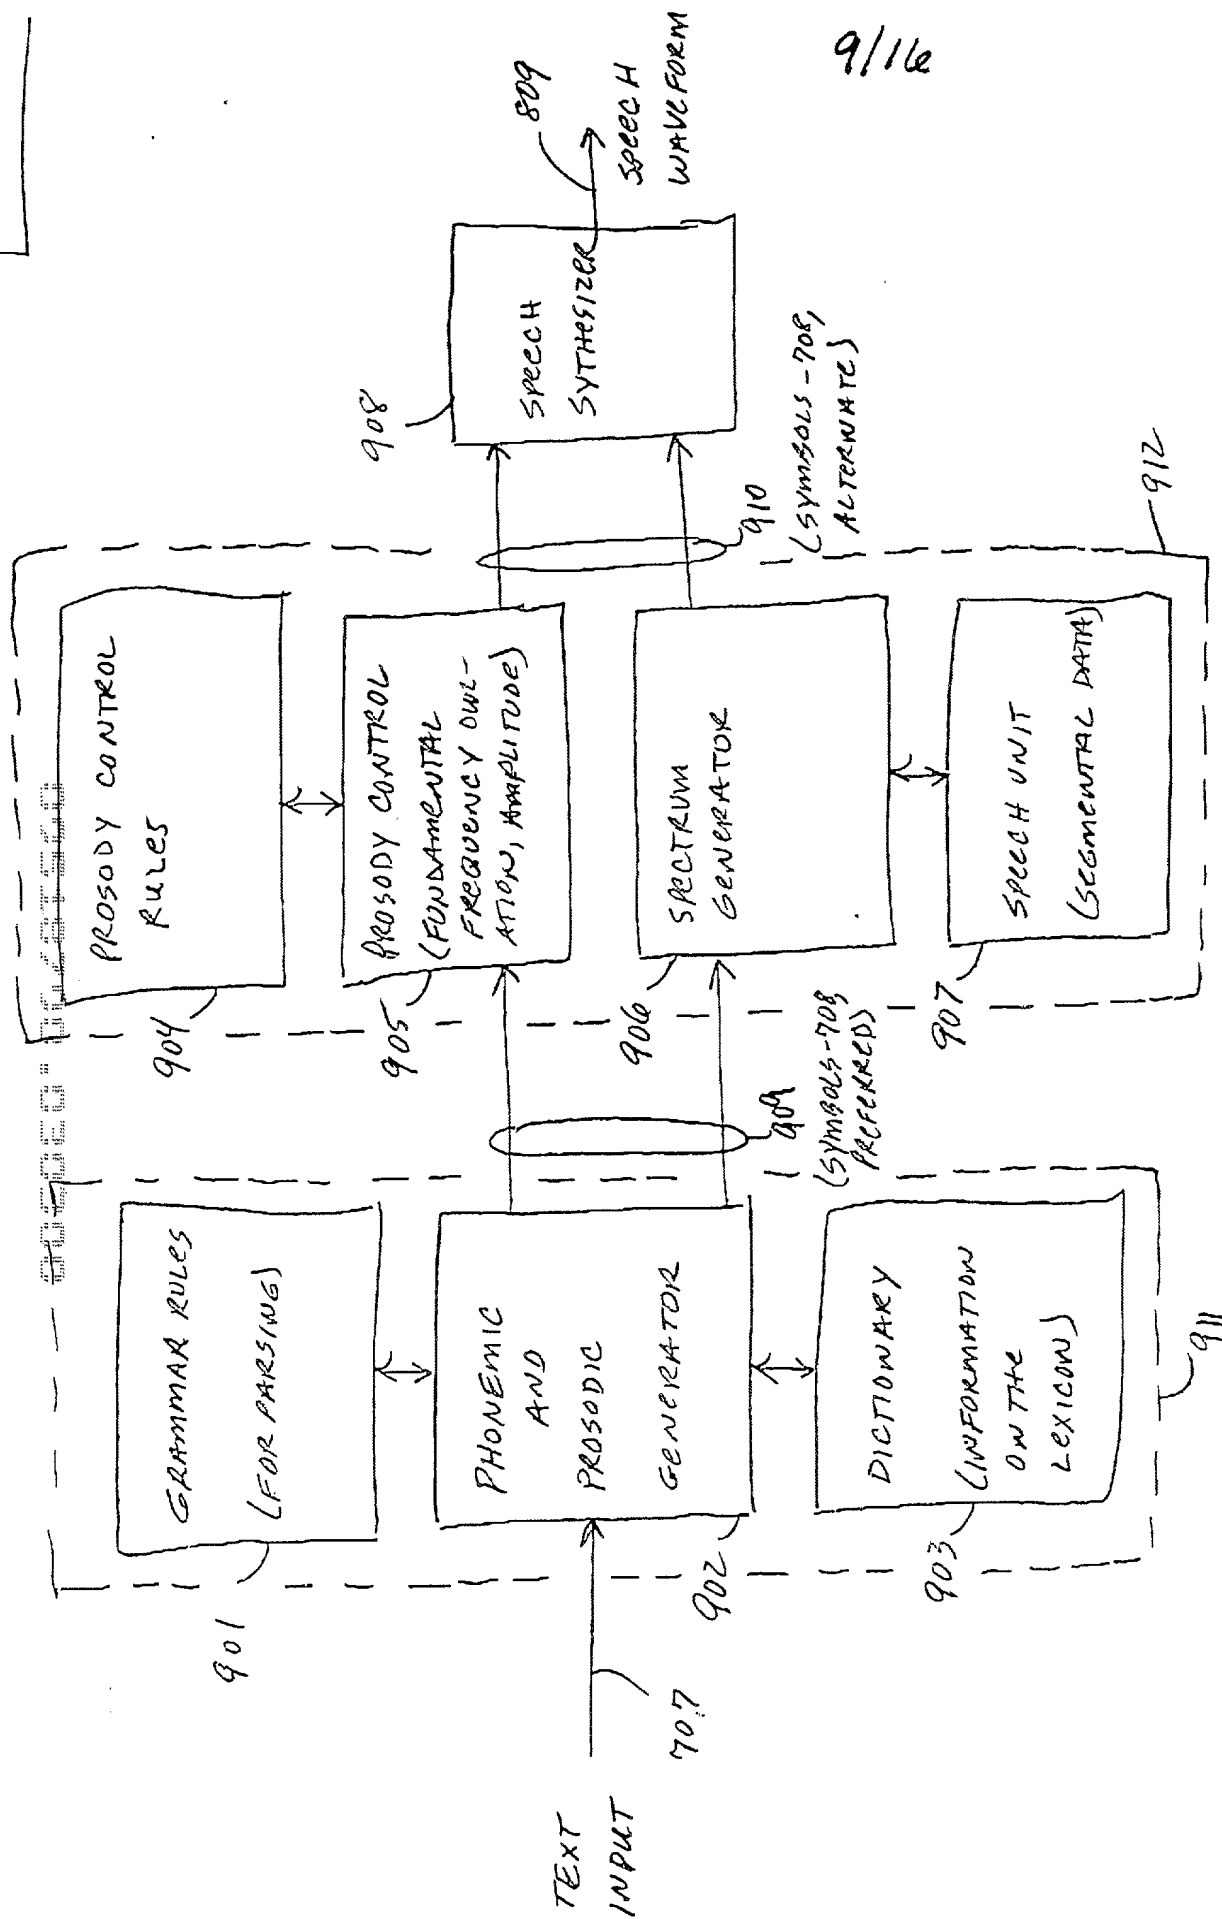 9/16
TEXT
INPUT
707
GRAMMAR RULES
(FOR PARSING)
901
PHONEMIC
AND
PROSODIC
GENERATOR
902
DICTIONARY
(INFORMATION
ON THE
LEXICON)
903
911
909
(SYMBOLS-708,
PREFERRED)
PROSODY CONTROL
RULES
904
PROSODY CONTROL
(FUNDAMENTAL
FREQUENCY
ATION, AMPLITUDE)
905
SPECTRUM
GENERATOR
906
SPEECH UNIT
(SEGMENTAL DATA)
907
912
910
(SYMBOLS-708,
ALTERNATE)
SPEECH
SYTHESIZER
908
809
SPEECH
WAVEFORM